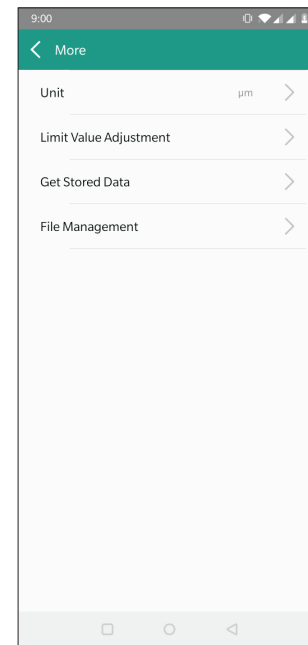 9:00
More
Unit µm
Limit Value Adjustment
Get Stored Data
File Management